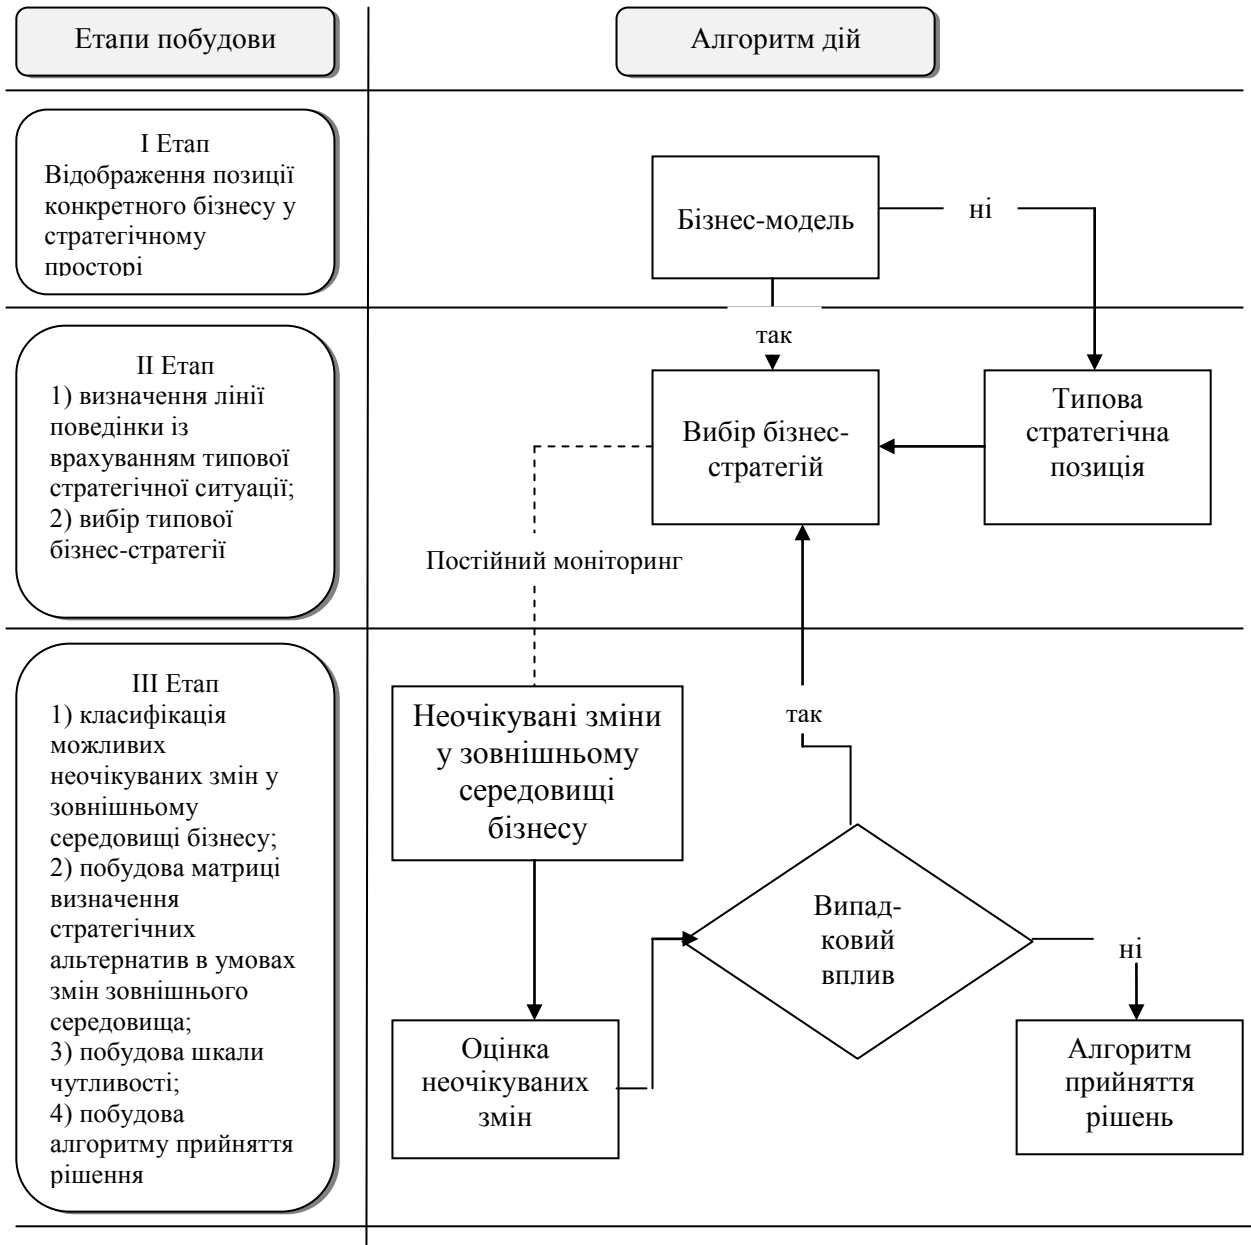 Етапи побудови
Алгоритм дій
І Етап
Відображення позиції
конкретного бізнесу у
стратегічному
просторі
Бізнес-модель
ні
так
ІІ Етап
1) визначення лінії
поведінки із
врахуванням типової
стратегічної ситуації;
2) вибір типової
бізнес-стратегії
Вибір бізнес-
стратегій
Типова
стратегічна
позиція
Постійний моніторинг
ІІІ Етап
1) класифікація
можливих
неочікуваних змін у
зовнішньому
середовищі бізнесу;
2) побудова матриці
визначення
стратегічних
альтернатив в умовах
змін зовнішнього
середовища;
3) побудова шкали
чутливості;
4) побудова
алгоритму прийняття
рішення
Неочікувані зміни
у зовнішньому
середовищі
бізнесу
так
Випад-
ковий
вплив
ні
Оцінка
неочікуваних
змін
Алгоритм
прийняття
рішень